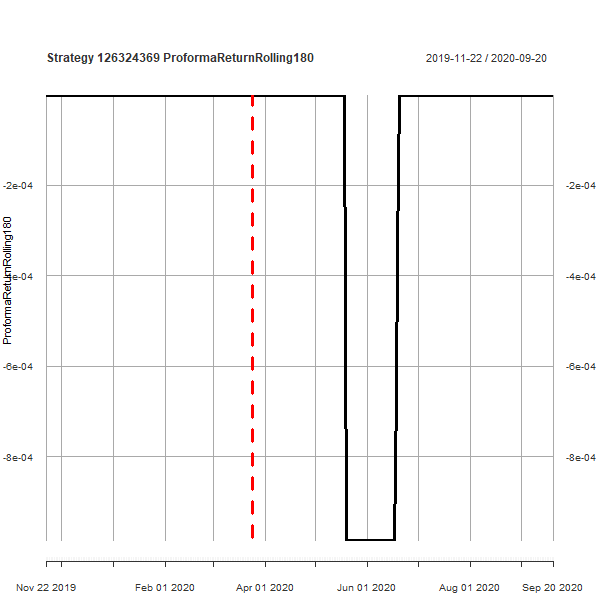 Strategy 126324369 ProformaReturnRolling180
2019-11-22 / 2020-09-20
ProformaReturnRolling180
-2e-04
-4e-04
-6e-04
-8e-04
-2e-04
-4e-04
-6e-04
-8e-04
Nov 22 2019 Feb 01 2020 Apr 01 2020 Jun 01 2020 Aug 01 2020 Sep 20 2020